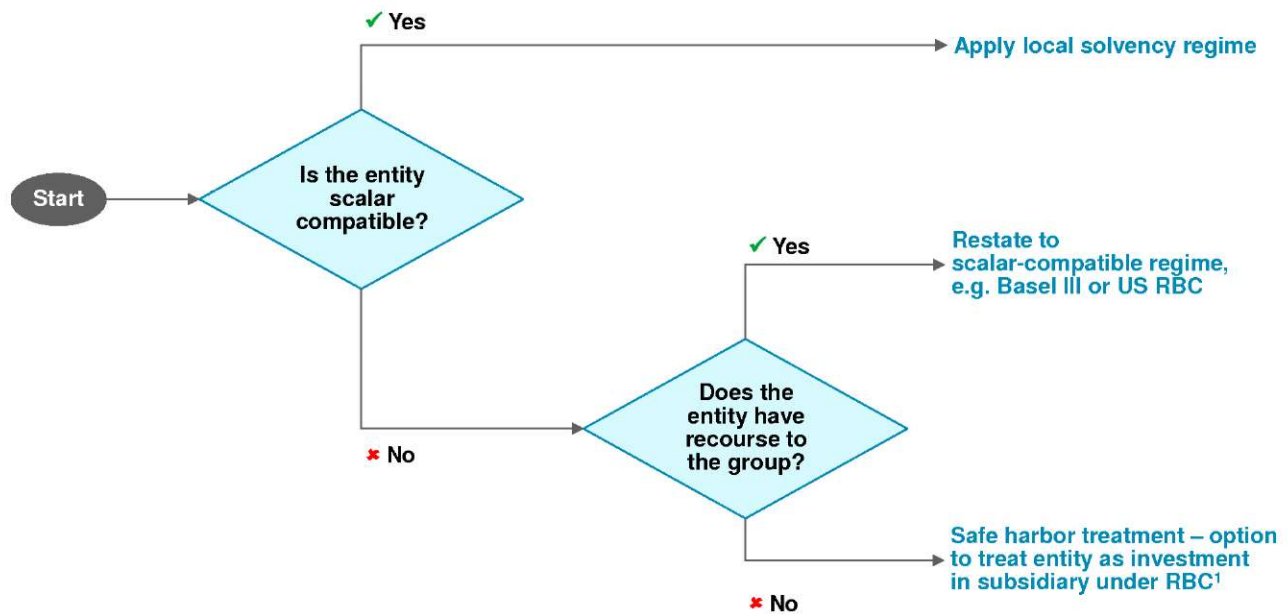 ✓ Yes
Apply local solvency regime
Is the entity
scalar
compatible?
Start
✓ Yes
Restate to
scalar-compatible regime,
e.g. Basel III or US RBC
Does the
entity have
recourse to
the group?
✗ No
Safe harbor treatment – option
to treat entity as investment
in subsidiary under RBC¹
✗ No